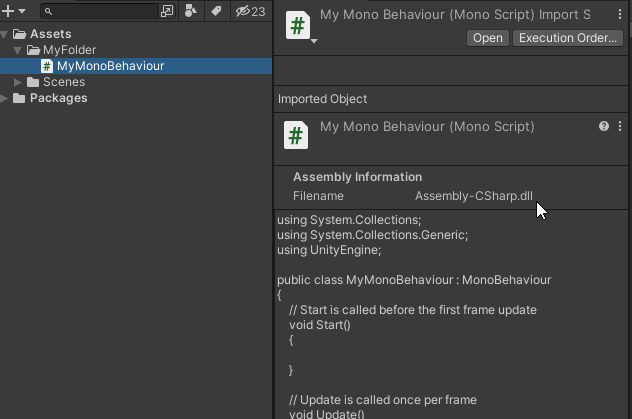 23
Assets
MyFolder
MyMonoBehaviour
Scenes
Packages
My Mono Behaviour (Mono Script) Import S
Open
Execution Order...
Imported Object
My Mono Behaviour (Mono Script)
Assembly Information
Filename Assembly-CSharp.dll
using System.Collections;
using System.Collections.Generic;
using UnityEngine;
public class MyMonoBehaviour : MonoBehaviour
{
// Start is called before the first frame update
void Start()
{
}
// Update is called once per frame
void Update()